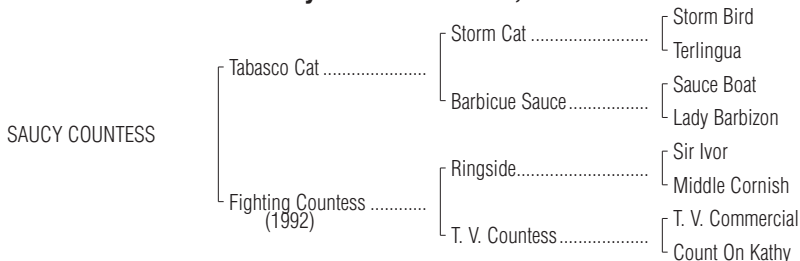 Storm Bird
Storm Cat ........................
Terlingua
Tabasco Cat ......................
Sauce Boat
Barbicue Sauce................
Lady Barbizon
SAUCY COUNTESS
Sir Ivor
Ringside...........................
Middle Cornish
Fighting Countess ............
(1992)
T. V. Commercial
T. V. Countess..................
Count On Kathy